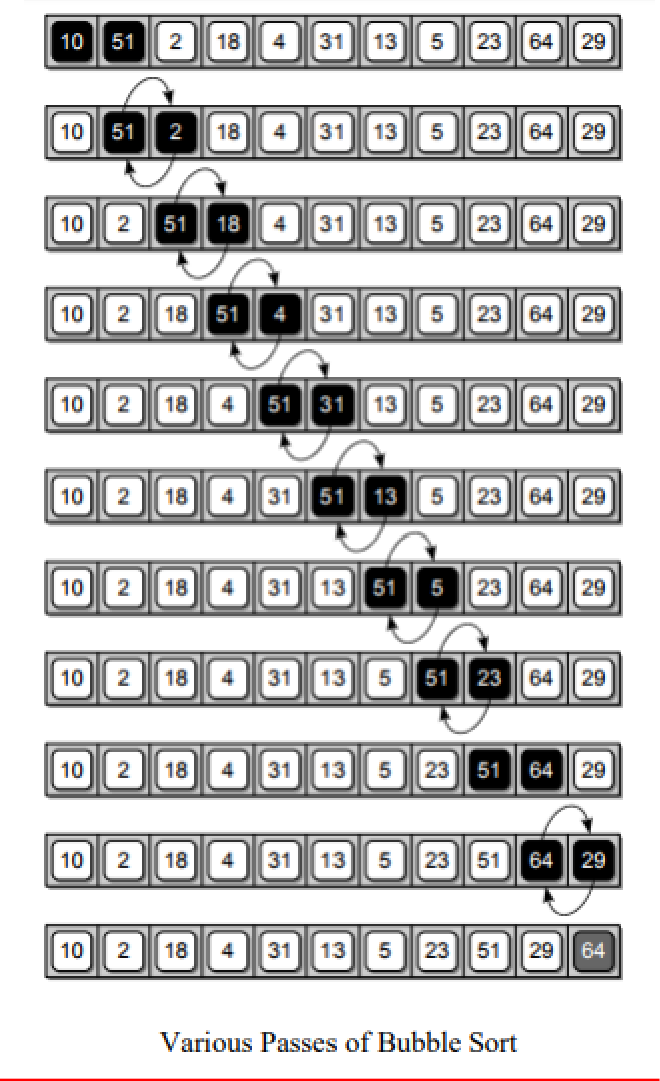 10 51 2 18 4 31 13 5 23 64 29
10 51 2 18 4 31 13 5 23 64 29
10 2 51 18 4 31 13 5 23 64 29
10 2 18 51 4 31 13 5 23 64 29
10 2 18 4 51 31 13 5 23 64 29
10 2 18 4 31 51 13 5 23 64 29
10 2 18 4 31 13 51 5 23 64 29
10 2 18 4 31 13 5 51 23 64 29
10 2 18 4 31 13 5 23 51 64 29
10 2 18 4 31 13 5 23 51 64 29
10 2 18 4 31 13 5 23 51 29 64
Various Passes of Bubble Sort